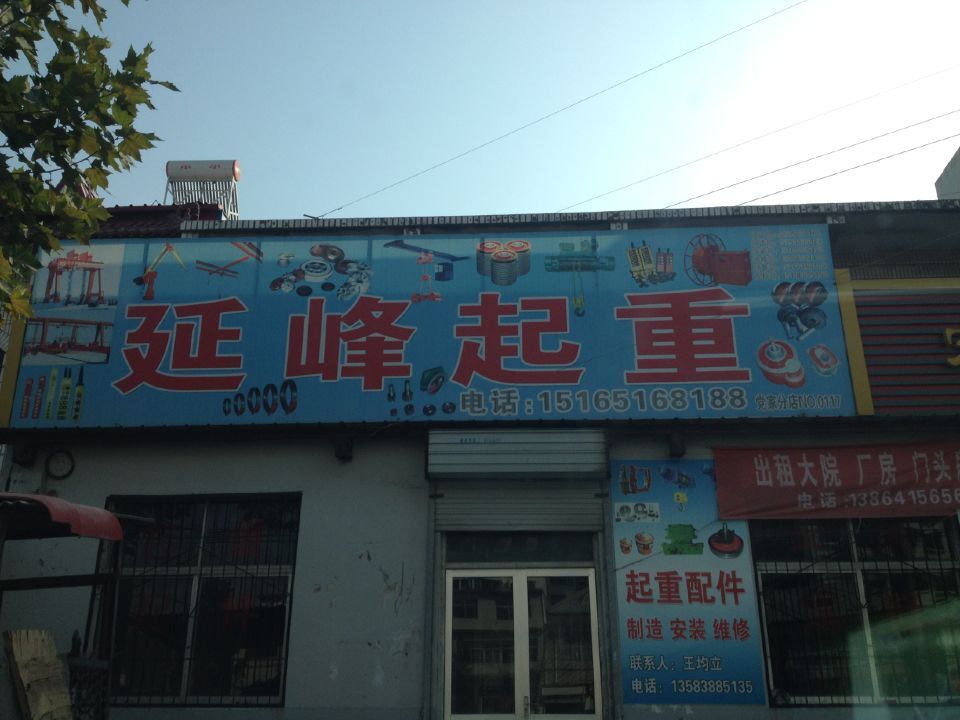 延峰起重
电话:15165168188
党家分店NO.0117
出租大院 厂房 门头
电话:138641565
起重配件
制造 安装 维修
联系人:王均立
电话:13583885135